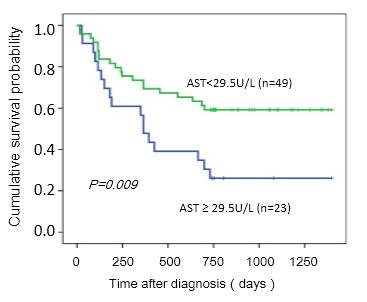 Cumulative survival probability
1.0
0.8
0.6
0.4
0.2
0.0
AST<29.5U/L (n=49)
P=0.009
AST ≥ 29.5U/L (n=23)
0 250 500 750 1000 1250
Time after diagnosis ( days )